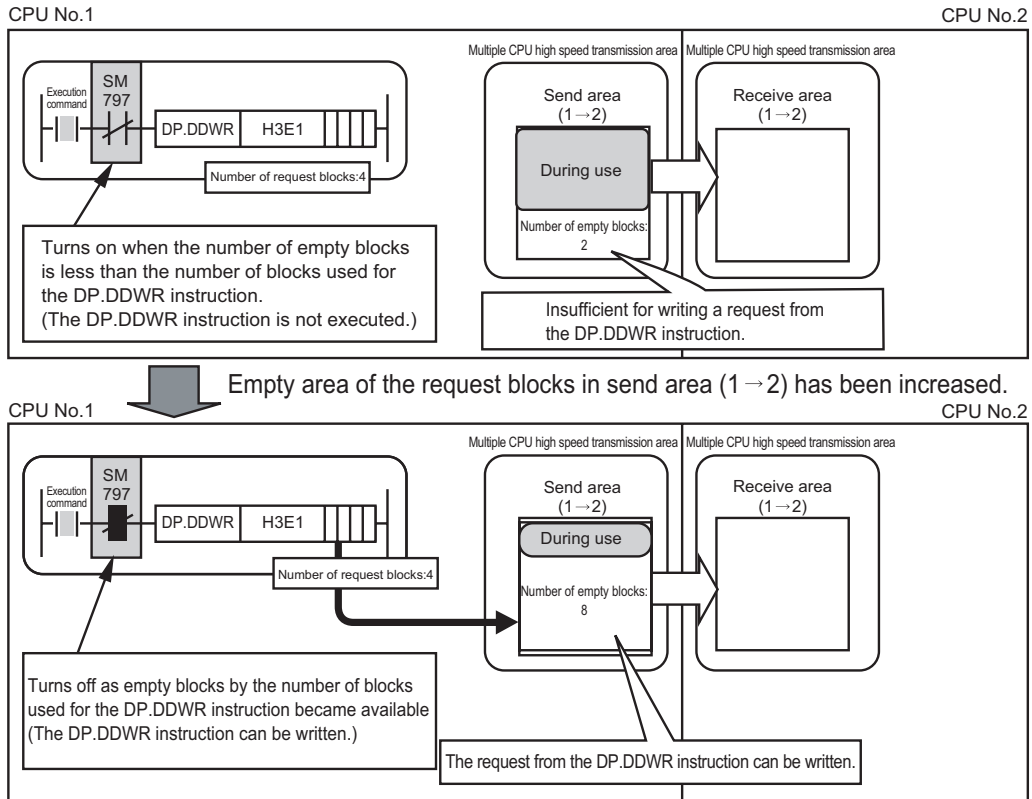 CPU No.1
CPU No.2
Multiple CPU high speed transmission area
Multiple CPU high speed transmission area
Execution
command
SM
797
DP.DDWR
H3E1
Number of request blocks:4
Send area
(1→2)
During use
Number of empty blocks:
2
Receive area
(1→2)
Turns on when the number of empty blocks
is less than the number of blocks used for
the DP.DDWR instruction.
(The DP.DDWR instruction is not executed.)
Insufficient for writing a request from
the DP.DDWR instruction.
Empty area of the request blocks in send area (1→2) has been increased.
CPU No.1
CPU No.2
Multiple CPU high speed transmission area
Multiple CPU high speed transmission area
Execution
command
SM
797
DP.DDWR
H3E1
Number of request blocks:4
Send area
(1→2)
During use
Number of empty blocks:
8
Receive area
(1→2)
Turns off as empty blocks by the number of blocks
used for the DP.DDWR instruction became available
(The DP.DDWR instruction can be written.)
The request from the DP.DDWR instruction can be written.